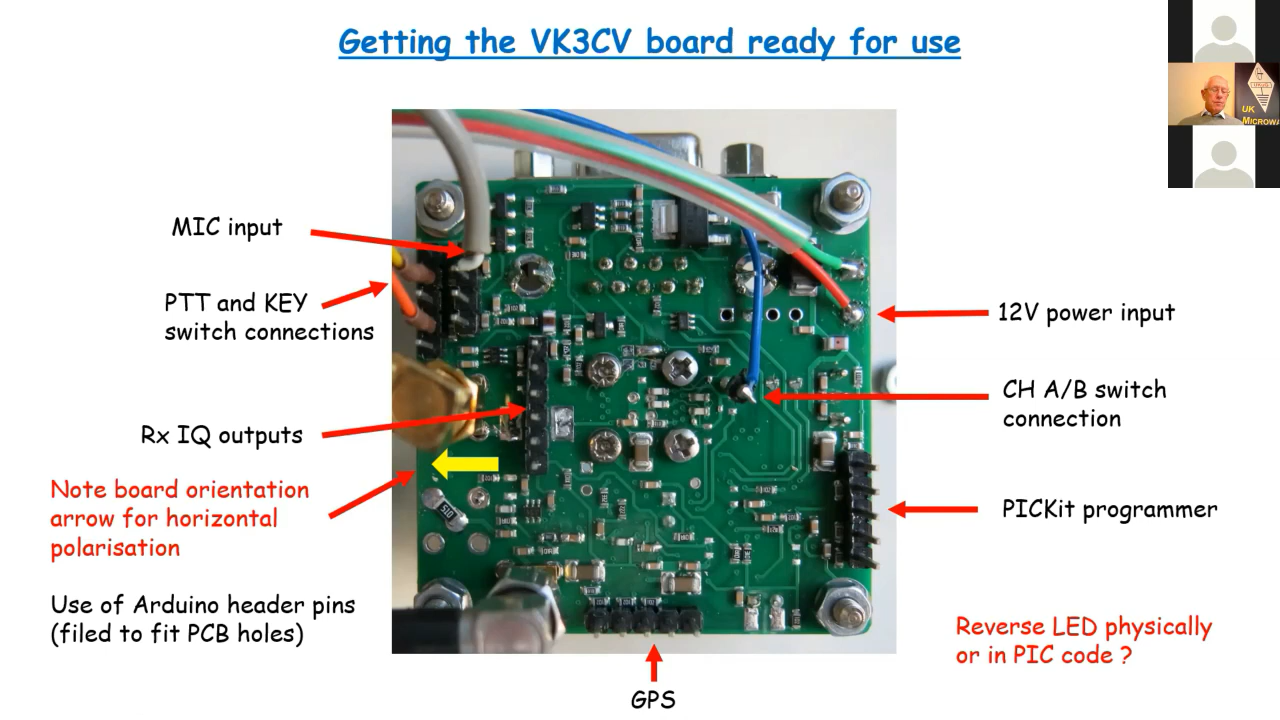 Getting the VK3CV board ready for use
UK
MIC input
PTT and KEY
switch connections
12V power input
CH A/B switch
connection
Rx IQ outputs
Note board orientation
arrow for horizontal
polarisation
PICKit programmer
Use of Arduino header pins
(filed to fit PCB holes)
Reverse LED physically
or in PIC code ?
GPS